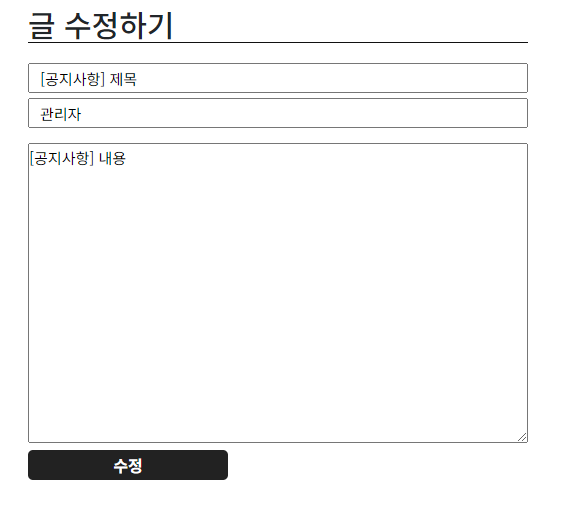 글 수정하기
[공지사항] 제목
관리자
[공지사항] 내용
수정